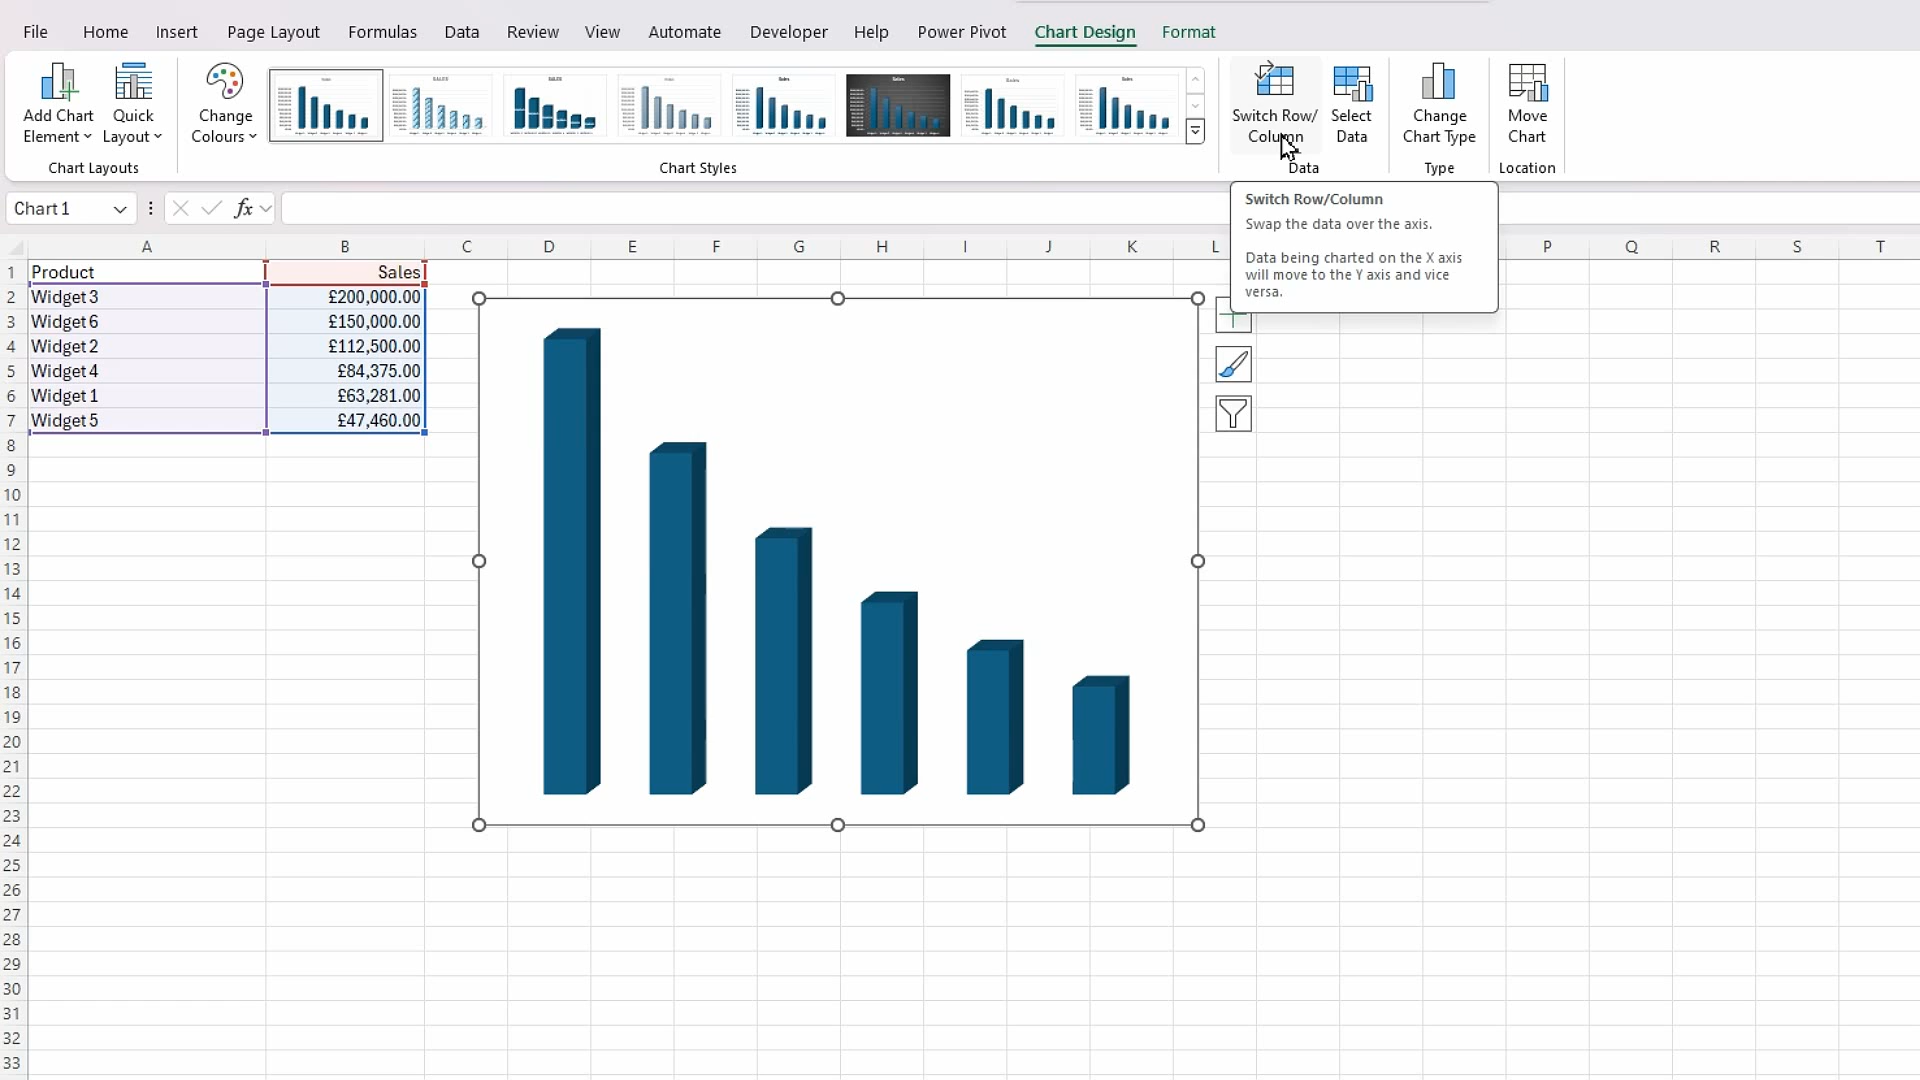 File Home Insert Page Layout Formulas Data Review View Automate Developer Help Power Pivot Chart Design Format
Add Chart
Element
Quick
Layout
Chart Layouts
Change
Colours
Chart Styles
Switch Row/
Column
Select
Data
Data
Change
Chart Type
Type
Move
Chart
Location
Chart 1
fx
Switch Row/Column
Swap the data over the axis.
Data being charted on the X axis
will move to the Y axis and vice
versa.
A B C D E F G H I J K L P Q R S T
1 Product Sales
2 Widget 3 £200,000.00
3 Widget 6 £150,000.00
4 Widget 2 £112,500.00
5 Widget 4 £84,375.00
6 Widget 1 £63,281.00
7 Widget 5 £47,460.00
8
9
10
11
12
13
14
15
16
17
18
19
20
21
22
23
24
25
26
27
28
29
30
31
32
33